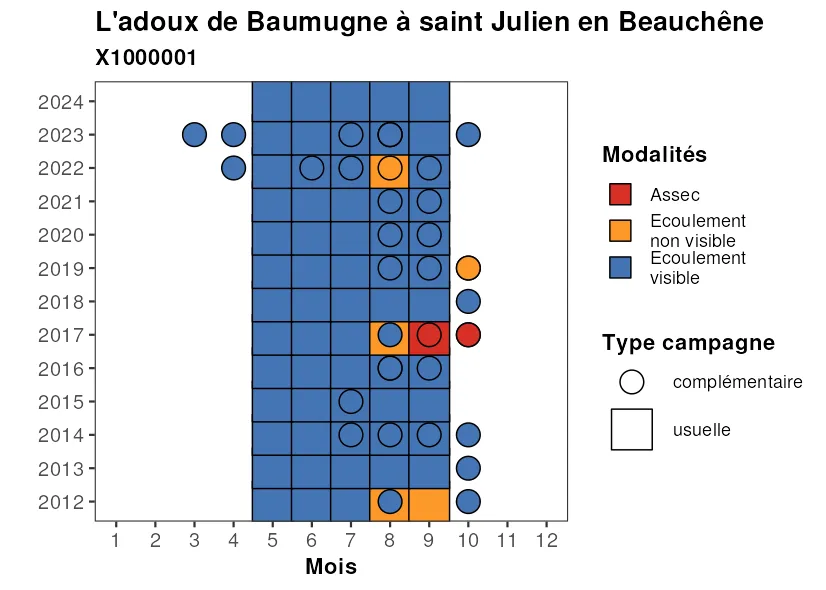 L'adoux de Baumugne à saint Julien en Beauchêne
X1000001
2024
2023
2022
2021
2020
2019
2018
2017
2016
2015
2014
2013
2012
1 2 3 4 5 6 7 8 9 10 11 12
Mois
Modalités
Assec
Ecoulement
non visible
Ecoulement
visible
Type campagne
complémentaire
usuelle